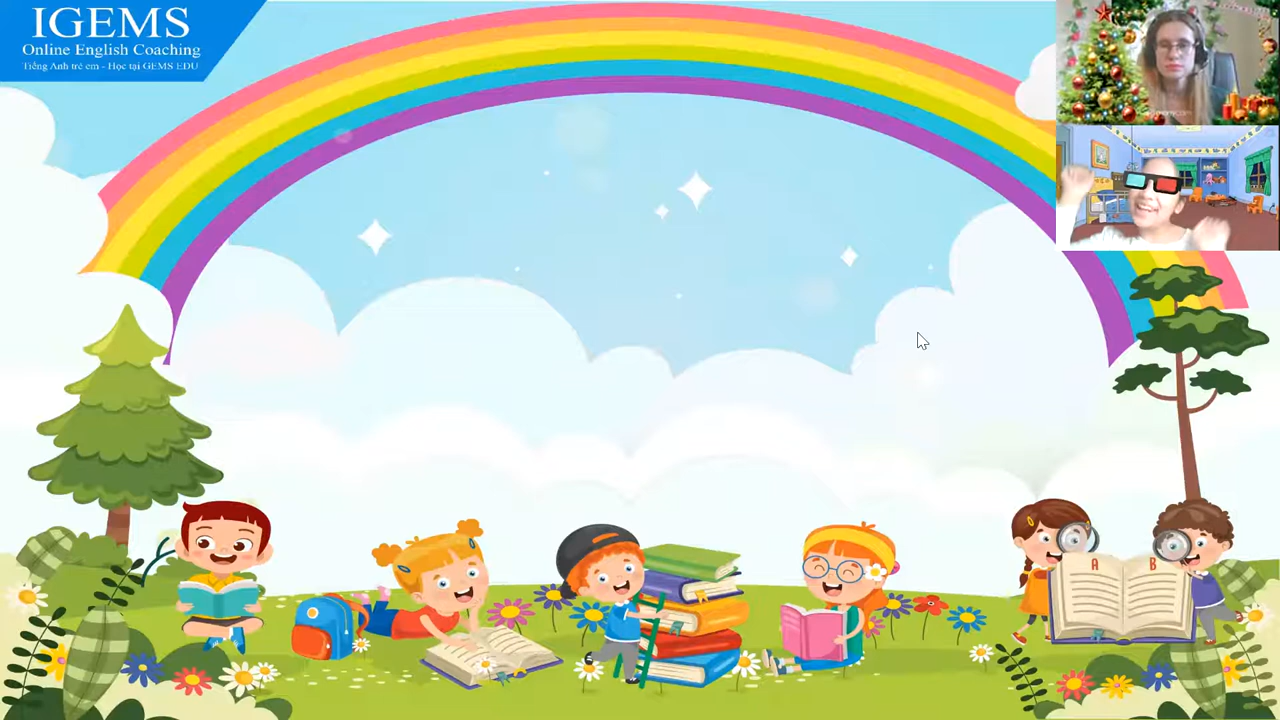 IGEMS
Online English Coaching
Tiếng Anh trẻ em - Học tại GEMS EDU
A B